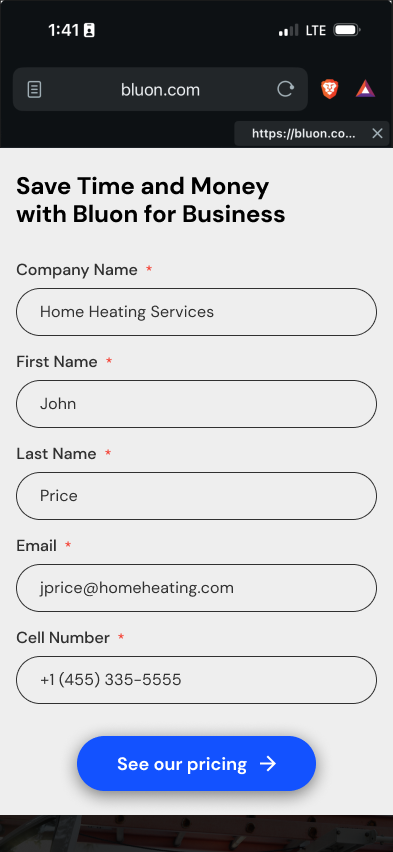 1:41
LTE
bluon.com
https://bluon.co...
Save Time and Money
with Bluon for Business
Company Name *
Home Heating Services
First Name *
John
Last Name *
Price
Email *
jprice@homeheating.com
Cell Number *
+1 (455) 335-5555
See our pricing →